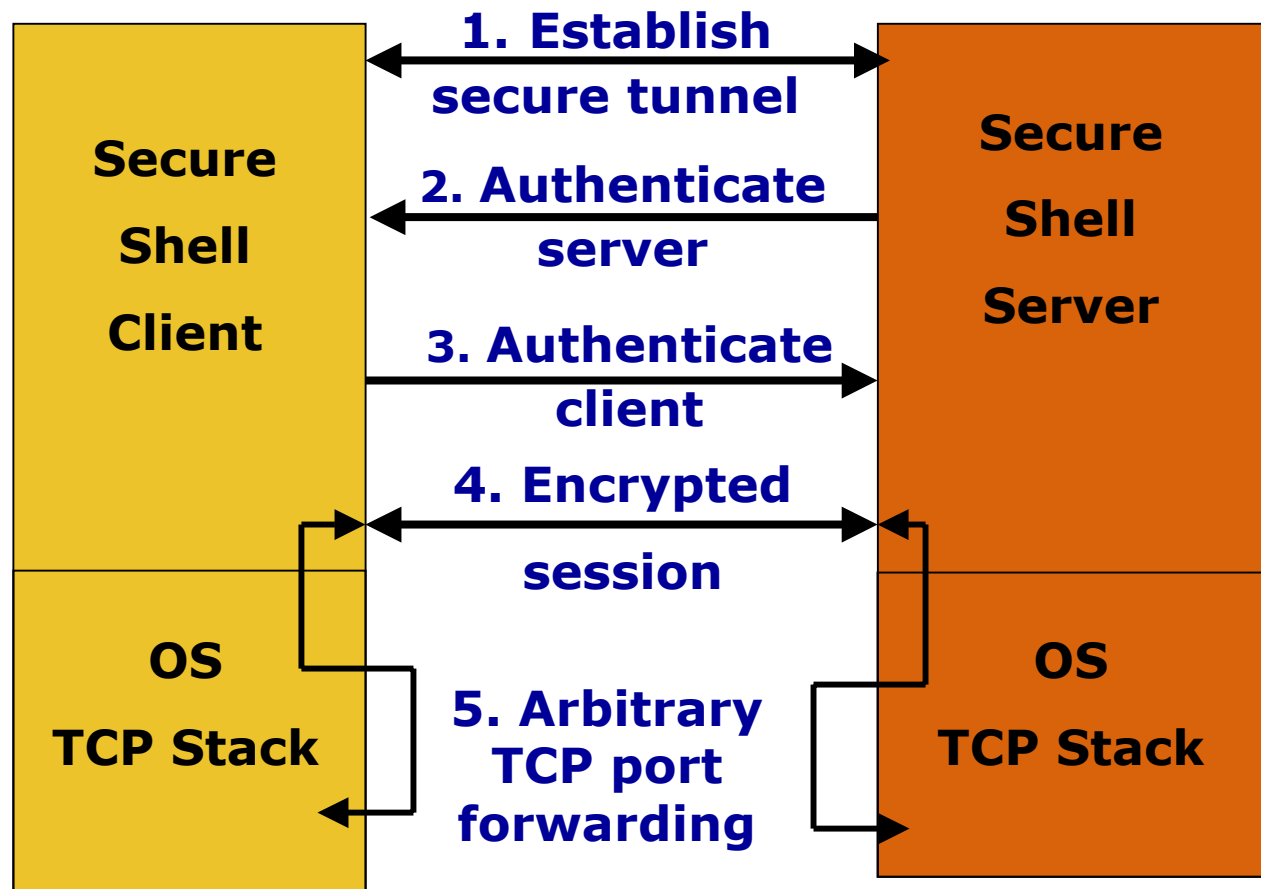 Secure
Shell
Client
OS
TCP Stack
1. Establish
secure tunnel
2. Authenticate
server
3. Authenticate
client
4. Encrypted
session
5. Arbitrary
TCP port
forwarding
Secure
Shell
Server
OS
TCP Stack